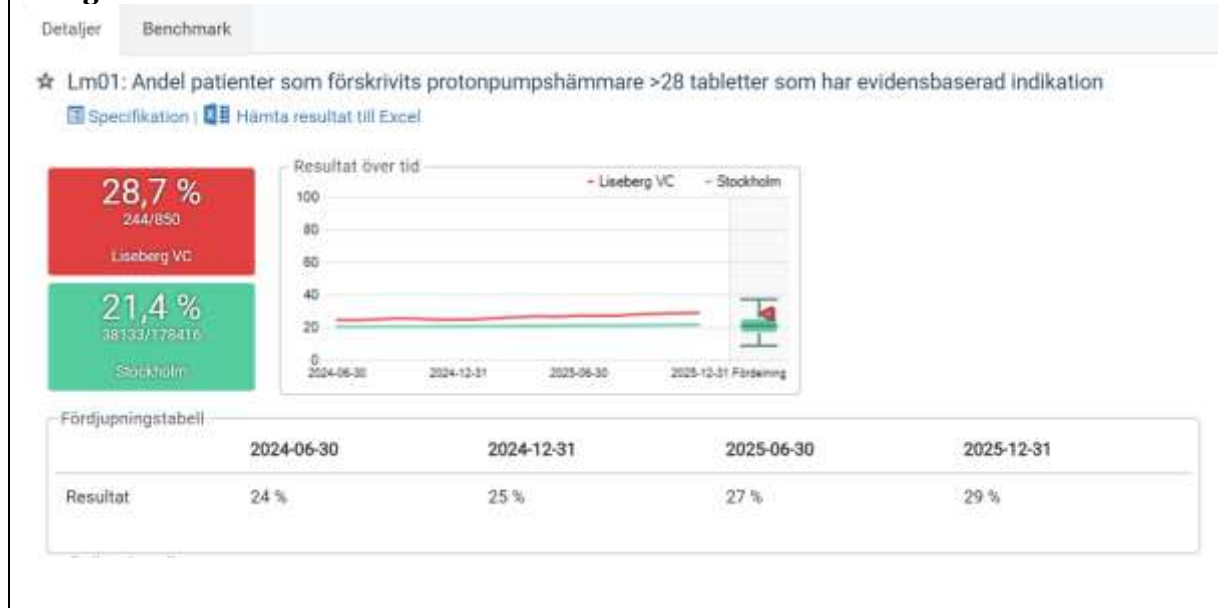 Detaljer Benchmark
Lm01: Andel patienter som förskrivits protonpumpshämmare >28 tabletter som har evidensbaserad indikation
Specifikation | Hämta resultat till Excel
28,7 %
244/850
Liseberg VC
21,4 %
38133/178416
Stockholm
Resultat över tid
- Liseberg VC - Stockholm
100
80
60
40
20
0
2024-06-30 2024-12-31 2025-06-30 2025-12-31 Fördelning
Fördjupningstabell
2024-06-30 2024-12-31 2025-06-30 2025-12-31
Resultat 24 % 25 % 27 % 29 %